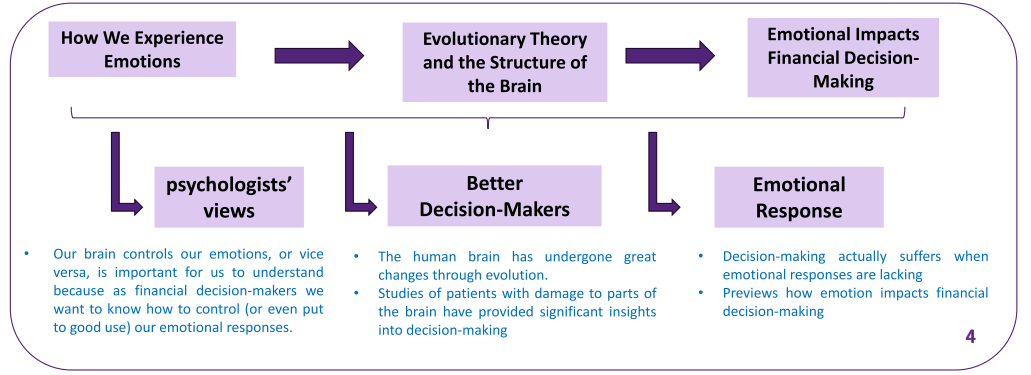 How We Experience
Emotions
Evolutionary Theory
and the Structure of
the Brain
Emotional Impacts
Financial Decision-
Making
psychologists’
views
Better
Decision-Makers
Emotional
Response
• Our brain controls our emotions, or vice
versa, is important for us to understand
because as financial decision-makers we
want to know how to control (or even put
to good use) our emotional responses.
• The human brain has undergone great
changes through evolution.
• Studies of patients with damage to parts of
the brain have provided significant insights
into decision-making
• Decision-making actually suffers when
emotional responses are lacking
• Previews how emotion impacts financial
decision-making
4